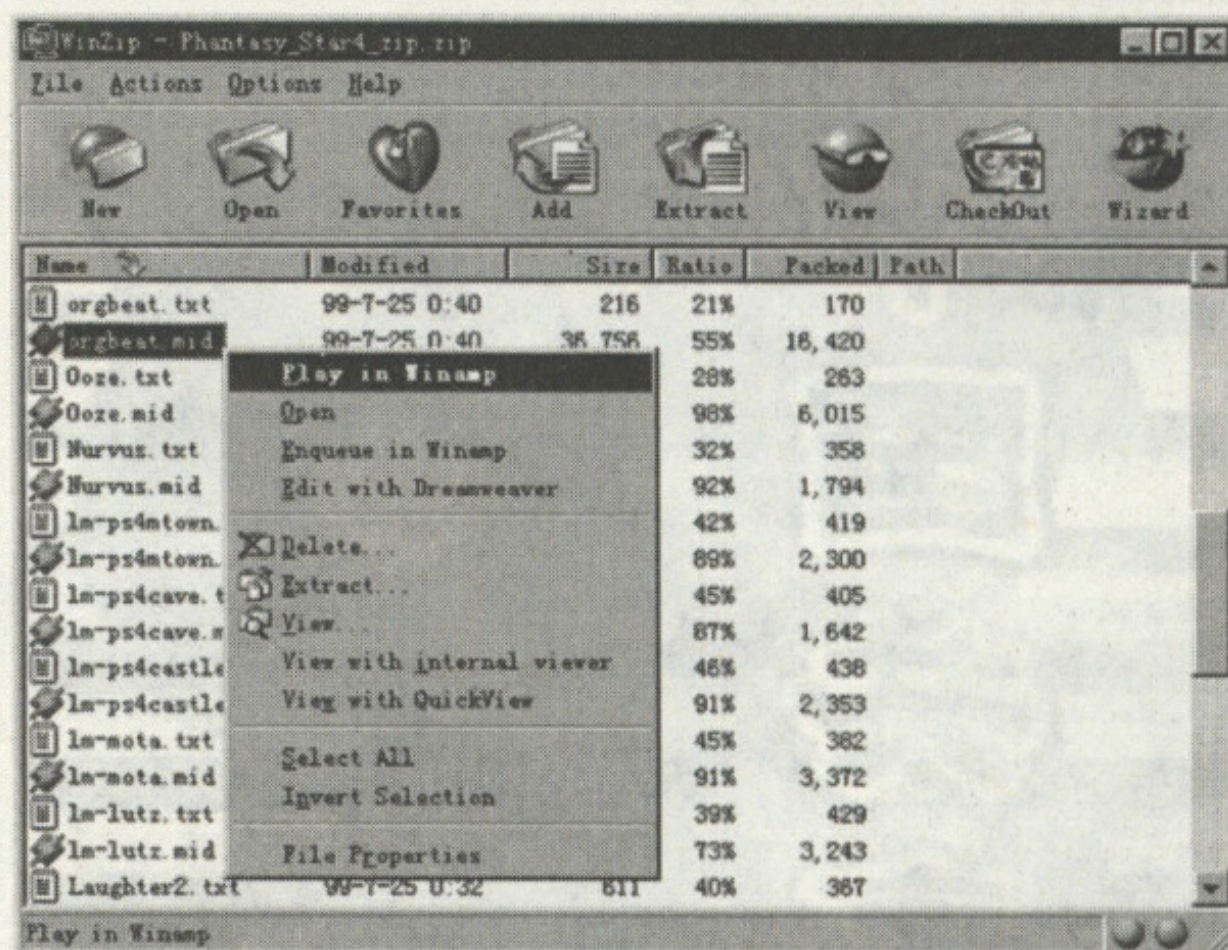 WinZip - Phantasy_Star4_zip.zip
File Actions Options Help
New Open Favorites Add Extract View CheckOut Wizard
Name Modified Size Ratio Packed Path
orgbeat.txt 99-7-25 0:40 216 21% 170
orgbeat.mid 99-7-25 0:40 36,756 55% 16,420
Ooze.txt 28% 263
Ooze.mid 98% 6,015
Nurvus.txt 32% 358
Nurvus.mid 92% 1,794
lm-ps4mtown. 42% 419
lm-ps4mtown. 89% 2,300
lm-ps4cave.t 45% 405
lm-ps4cave.m 87% 1,642
lm-ps4castle 46% 438
lm-ps4castle 91% 2,353
lm-mota.txt 45% 382
lm-mota.mid 91% 3,372
lm-lutz.txt 39% 429
lm-lutz.mid 73% 3,243
Laughter2.txt 99-7-25 0:32 611 40% 367
Play in Winamp
Open
Enqueue in Winamp
Edit with Dreamweaver
Delete...
Extract...
View...
View with internal viewer
View with QuickView
Select All
Invert Selection
File Properties
Play in Winamp